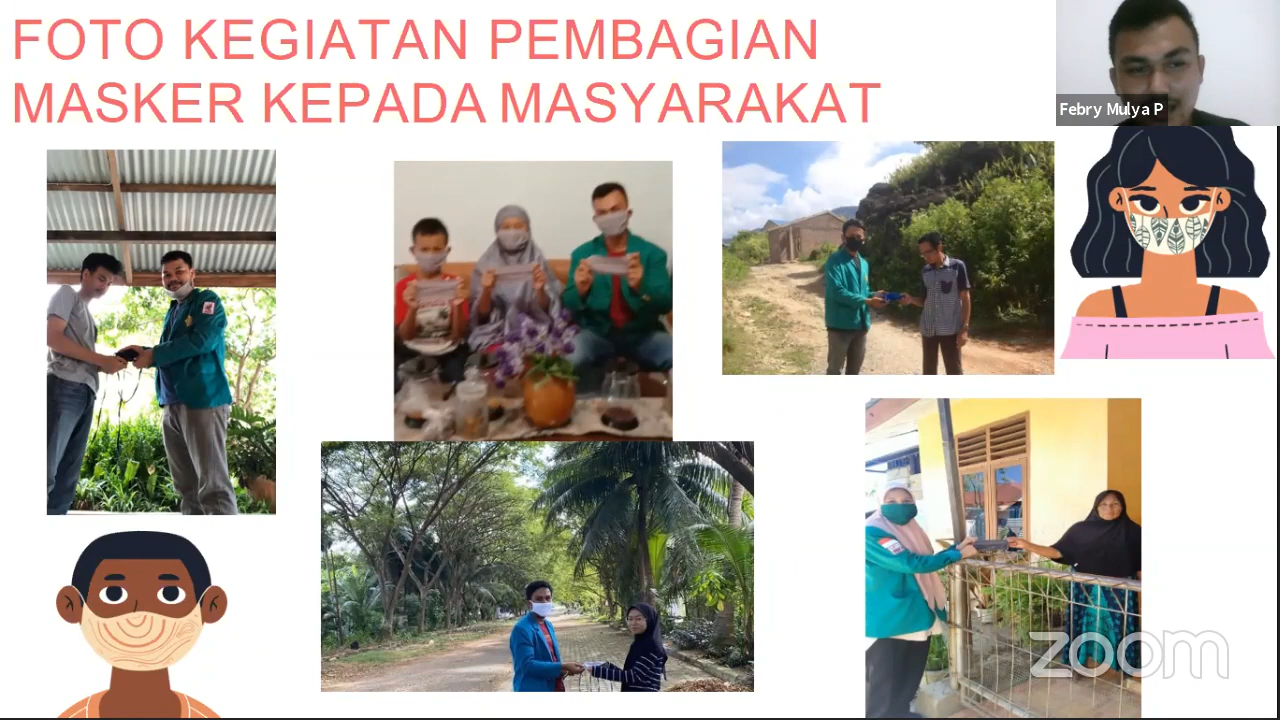 FOTO KEGIATAN PEMBAGIAN
MASKER KEPADA MASYARAKAT
Febry Mulya P
zoom